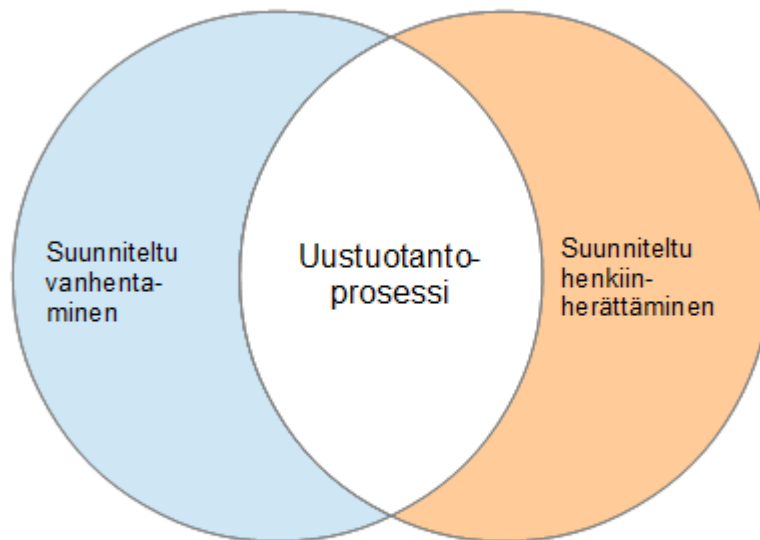 Suunniteltu
vanhenta-
minen
Uustuotanto-
prosessi
Suunniteltu
henkiin-
herättäminen